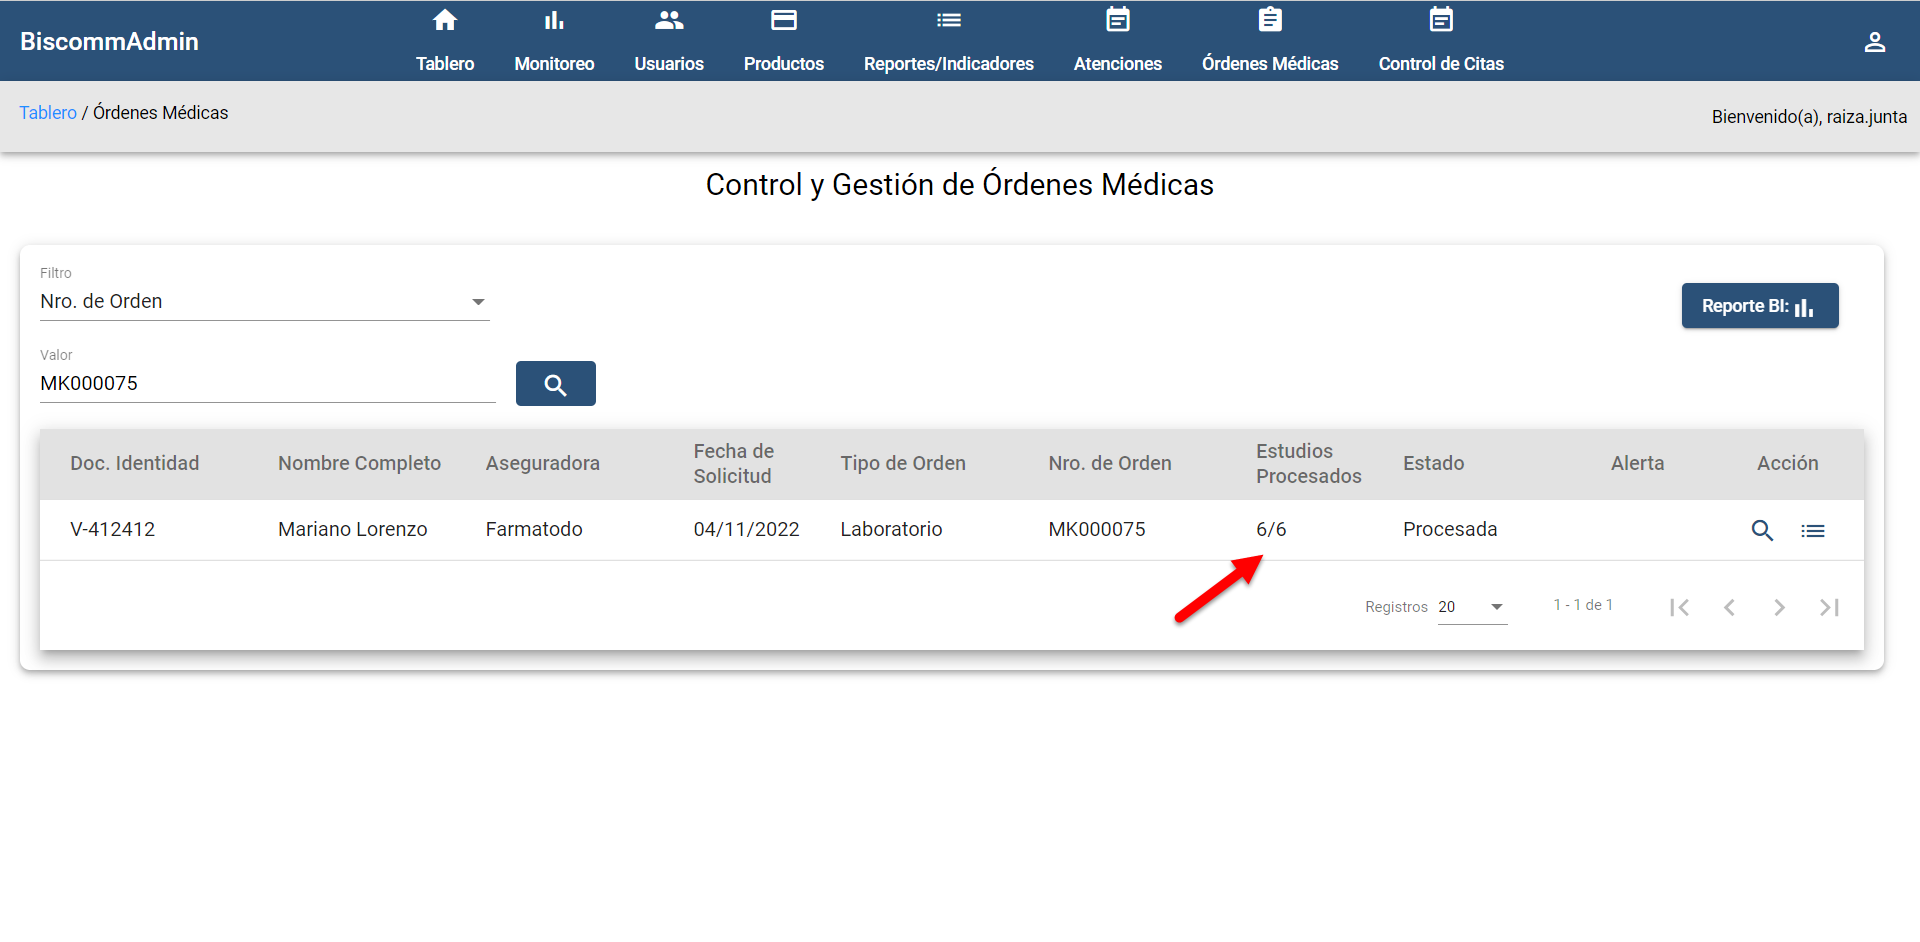 BiscommAdmin
Tablero
Monitoreo
Usuarios
Productos
Reportes/Indicadores
Atenciones
Órdenes Médicas
Control de Citas
Tablero / Órdenes Médicas
Bienvenido(a), raiza.junta
Control y Gestión de Órdenes Médicas
Filtro
Nro. de Orden
Reporte BI:
Valor
MK000075
Doc. Identidad
Nombre Completo
Aseguradora
Fecha de
Solicitud
Tipo de Orden
Nro. de Orden
Estudios
Procesados
Estado
Alerta
Acción
V-412412
Mariano Lorenzo
Farmatodo
04/11/2022
Laboratorio
MK000075
6/6
Procesada
Registros 20
1 - 1 de 1